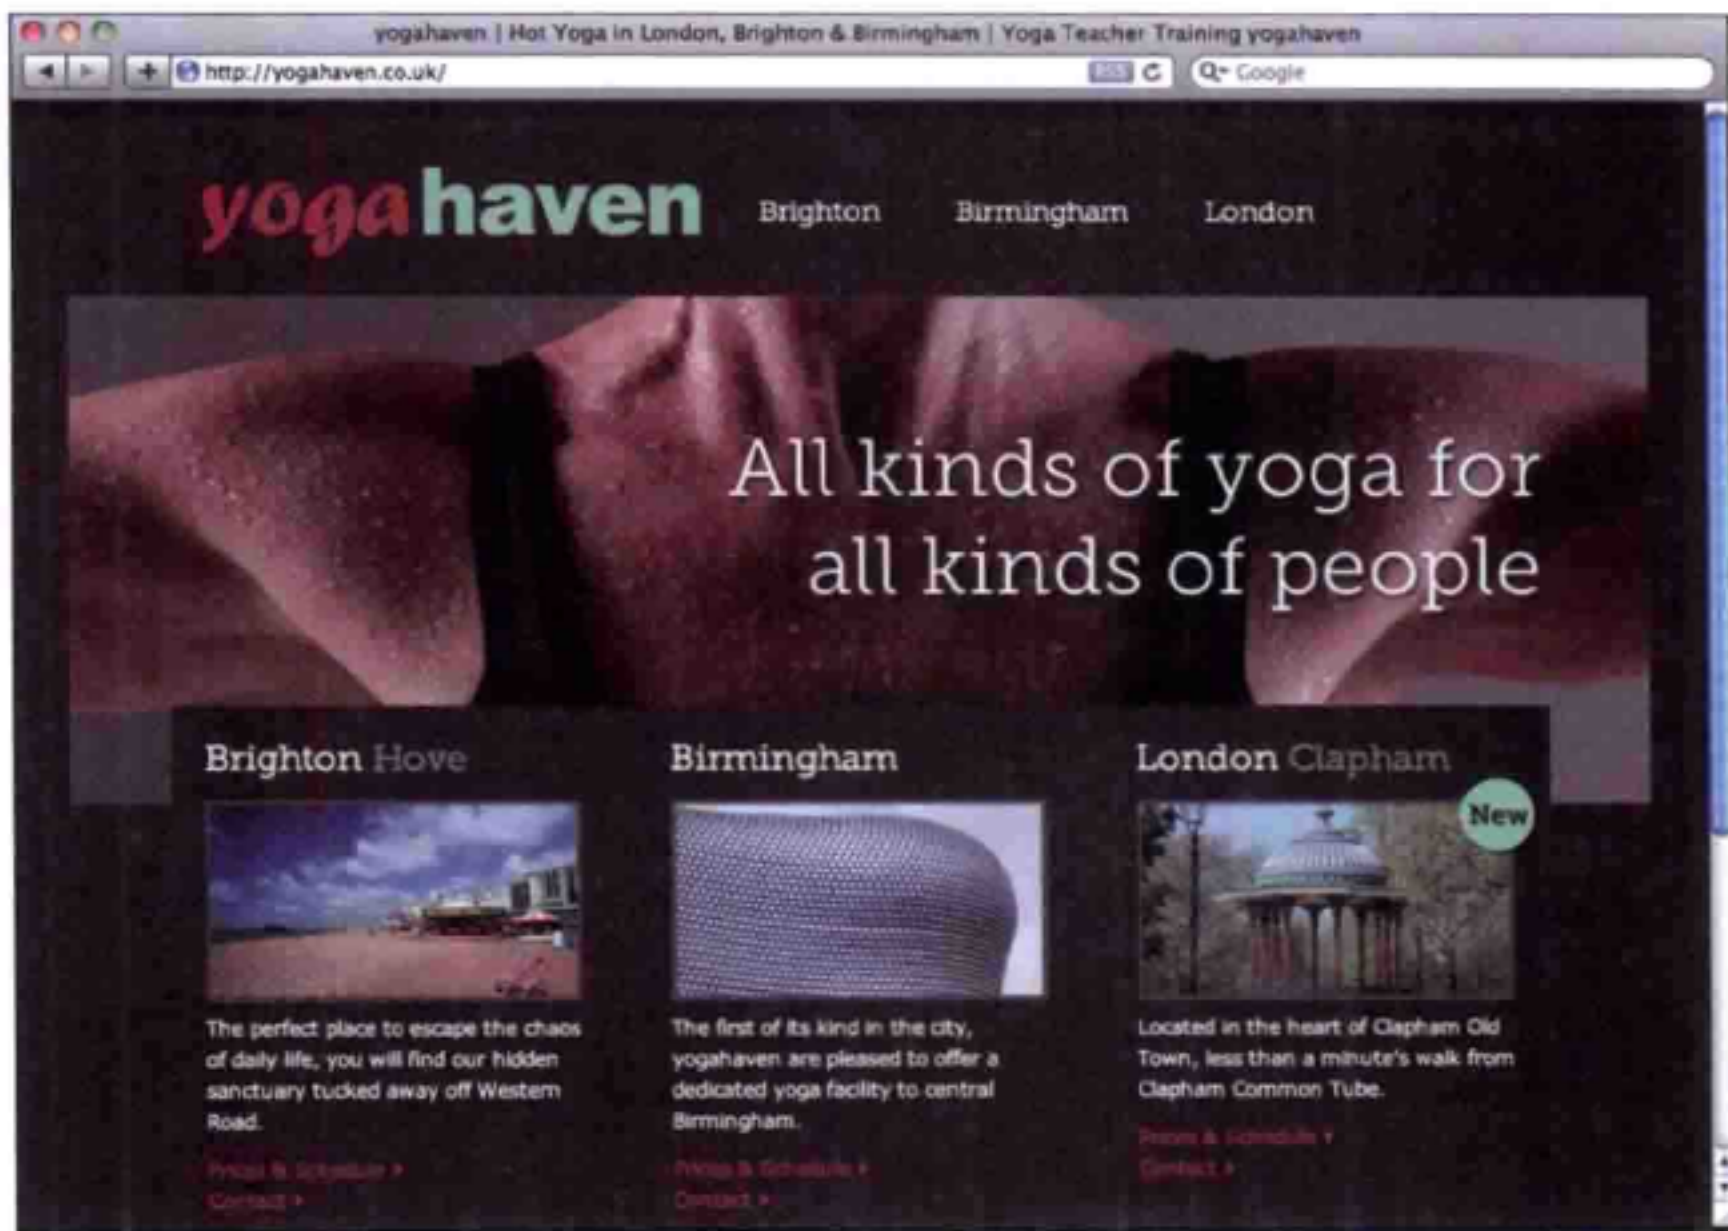 yogahaven | Hot Yoga in London, Brighton & Birmingham | Yoga Teacher Training yogahaven
http://yogahaven.co.uk/ RSS Google
yogahaven Brighton Birmingham London
All kinds of yoga for
all kinds of people
Brighton Hove
Birmingham
London Clapham
New
The perfect place to escape the chaos
of daily life, you will find our hidden
sanctuary tucked away off Western
Road.
Prices & Schedule
Contact
The first of its kind in the city,
yogahaven are pleased to offer a
dedicated yoga facility to central
Birmingham.
Prices & Schedule
Contact
Located in the heart of Clapham Old
Town, less than a minute's walk from
Clapham Common Tube.
Prices & Schedule
Contact